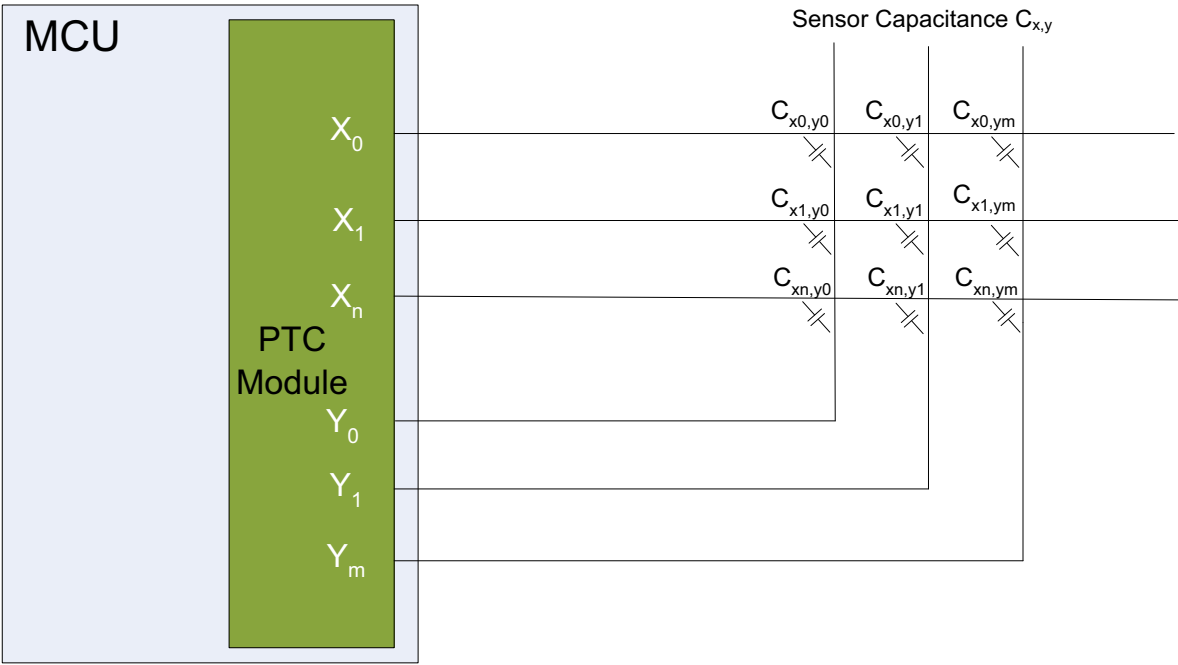 MCU
Sensor Capacitance Cx,y
X0
Cx0,y0 Cx0,y1 Cx0,ym
X1
Cx1,y0 Cx1,y1 Cx1,ym
Xn
Cxn,y0 Cxn,y1 Cxn,ym
PTC
Module
Y0
Y1
Ym